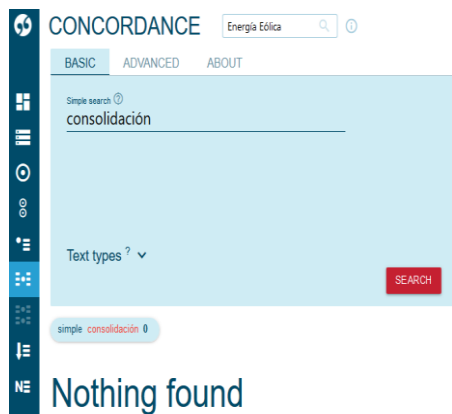 CONCORDANCE
Energía Eólica
BASIC ADVANCED ABOUT
Simple search ?
consolidación
Text types ?
SEARCH
simple consolidación 0
Nothing found